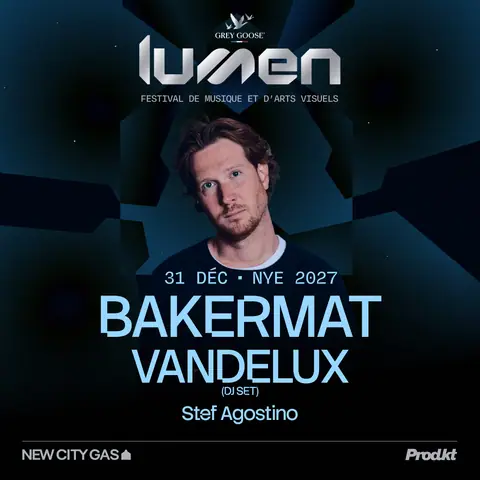 GREY GOOSE
lumen
FESTIVAL DE MUSIQUE ET D'ARTS VISUELS
31 DÉC • NYE 2027
BAKERMAT
VANDELUX
(DJ SET)
Stef Agostino
NEW CITY GAS
Prod.kt